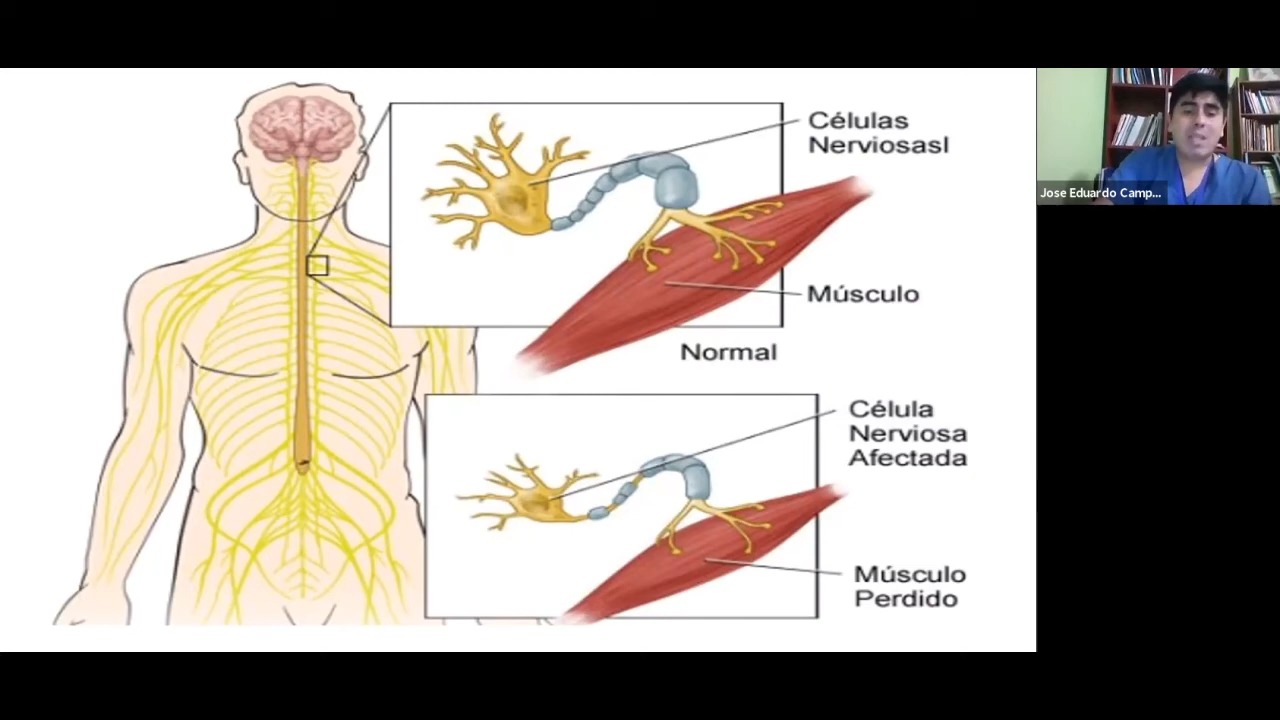 Células
Nerviosasl
Músculo
Normal
Célula
Nerviosa
Afectada
Músculo
Perdido
Jose Eduardo Camp...